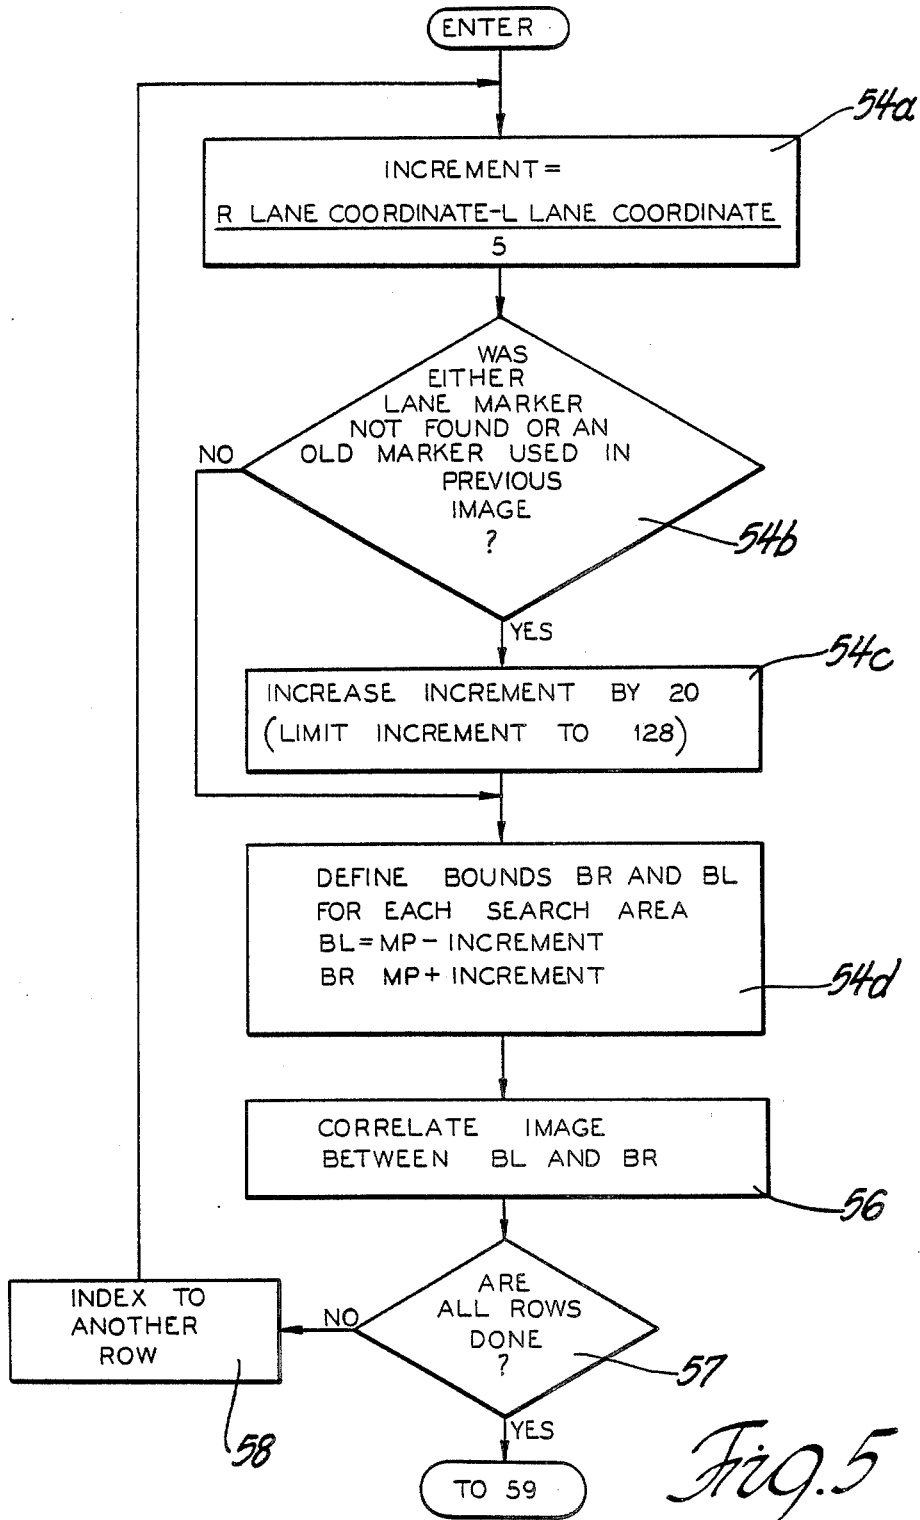 ENTER
54a
INCREMENT=
R LANE COORDINATE-L LANE COORDINATE
5
WAS
EITHER
LANE MARKER
NOT FOUND OR AN
OLD MARKER USED IN
PREVIOUS
IMAGE
?
NO
54b
YES
54c
INCREASE INCREMENT BY 20
(LIMIT INCREMENT TO 128)
DEFINE BOUNDS BR AND BL
FOR EACH SEARCH AREA
BL=MP-INCREMENT
BR MP+INCREMENT
54d
CORRELATE IMAGE
BETWEEN BL AND BR
56
ARE
ALL ROWS
DONE
?
57
NO
INDEX TO
ANOTHER
ROW
58
YES
TO 59
Fig. 5